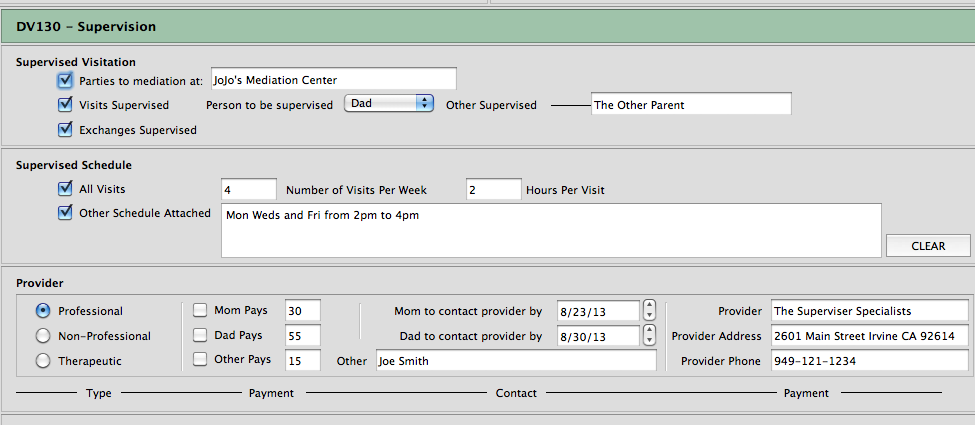 DV130 - Supervision
Supervised Visitation
Parties to mediation at: JoJo's Mediation Center
Visits Supervised Person to be supervised Dad Other Supervised The Other Parent
Exchanges Supervised
Supervised Schedule
All Visits 4 Number of Visits Per Week 2 Hours Per Visit
Other Schedule Attached Mon Weds and Fri from 2pm to 4pm
CLEAR
Provider
Professional Mom Pays 30 Mom to contact provider by 8/23/13 Provider The Superviser Specialists
Non-Professional Dad Pays 55 Dad to contact provider by 8/30/13 Provider Address 2601 Main Street Irvine CA 92614
Therapeutic Other Pays 15 Other Joe Smith Provider Phone 949-121-1234
Type Payment Contact Payment